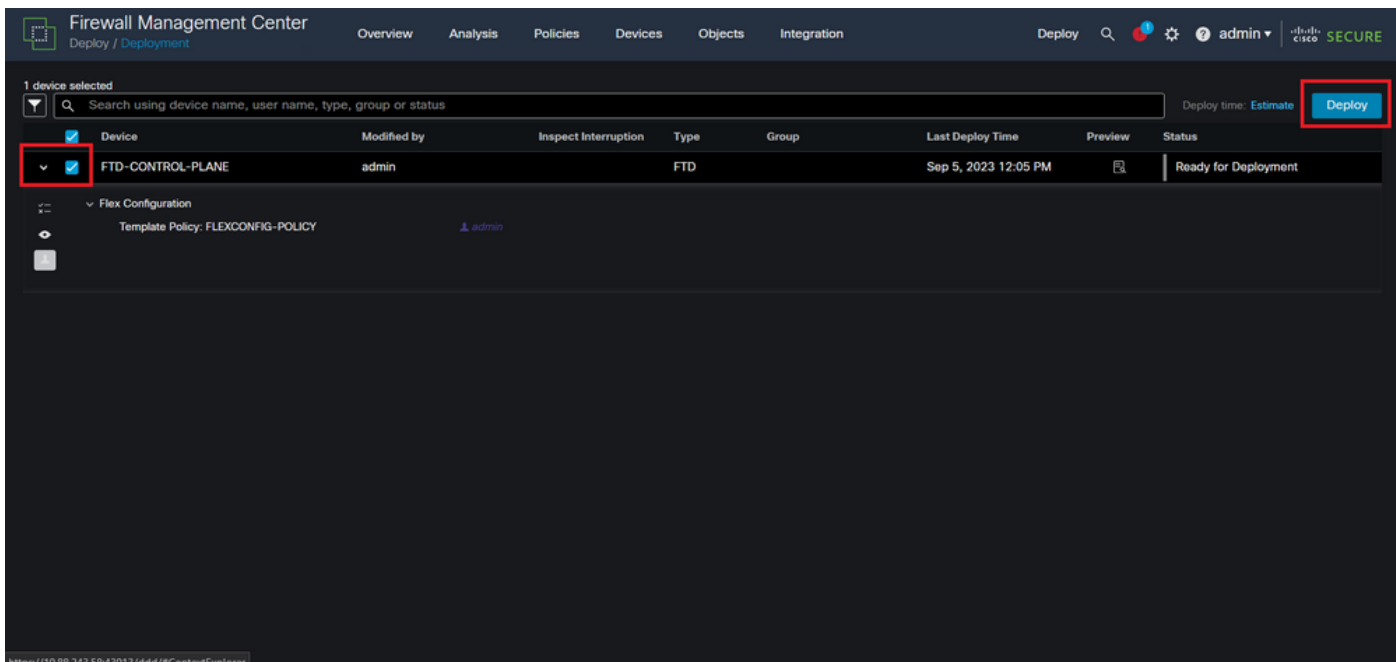 Firewall Management Center
Deploy / Deployment
Overview
Analysis
Policies
Devices
Objects
Integration
Deploy
1
admin
cisco SECURE
1 device selected
Search using device name, user name, type, group or status
Deploy time: Estimate
Deploy
Device
Modified by
Inspect Interruption
Type
Group
Last Deploy Time
Preview
Status
FTD-CONTROL-PLANE
admin
FTD
Sep 5, 2023 12:05 PM
Ready for Deployment
Flex Configuration
Template Policy: FLEXCONFIG-POLICY
admin